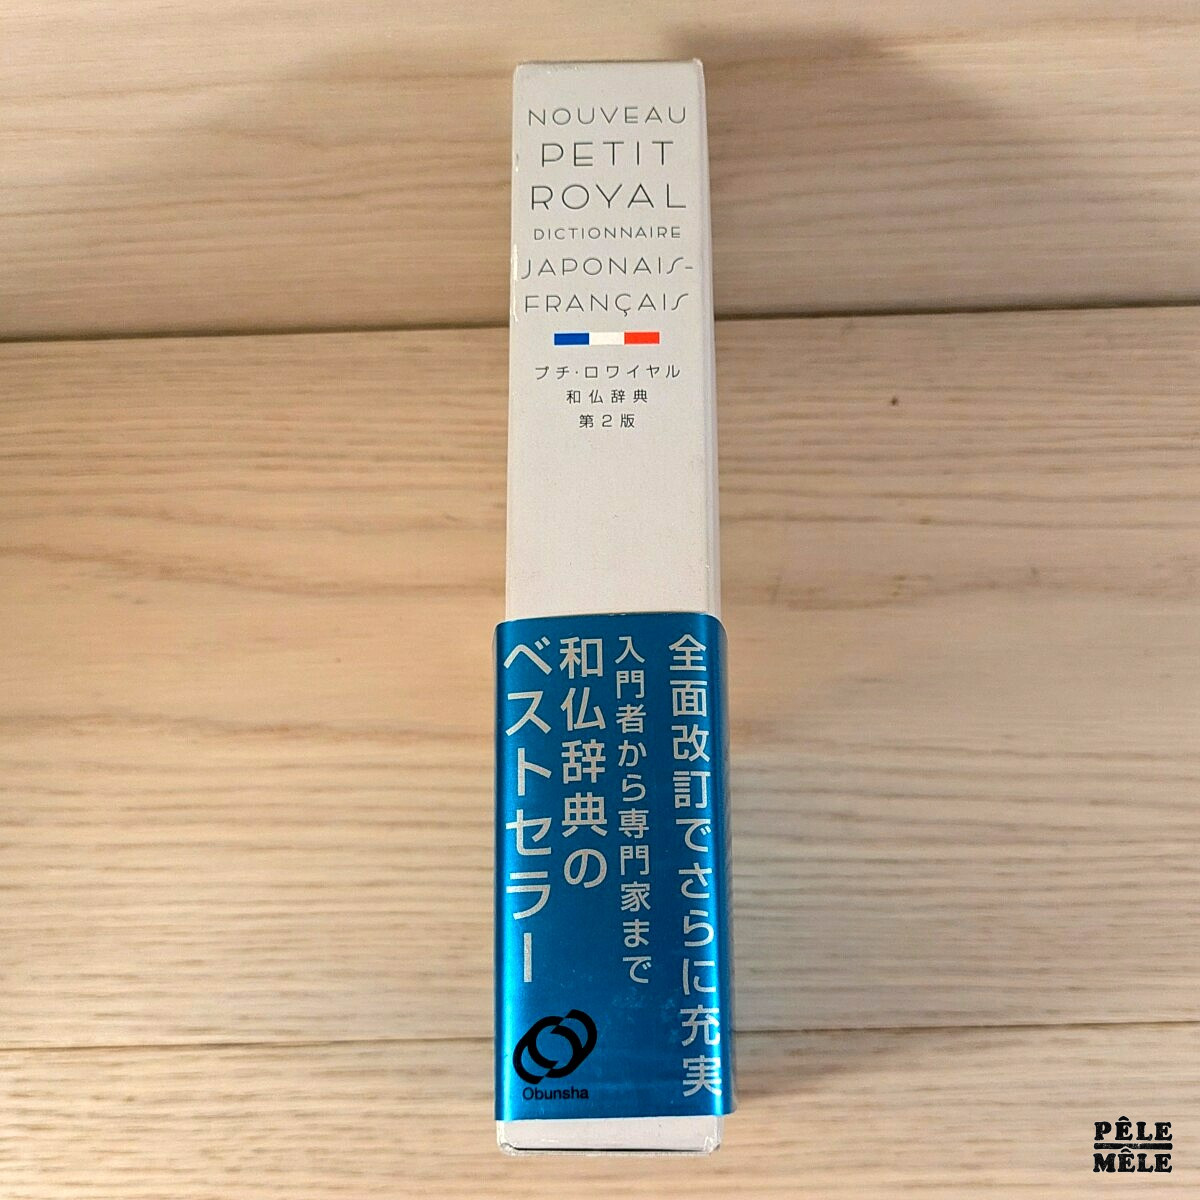 NOUVEAU
PETIT
ROYAL
DICTIONNAIRE
JAPONAIS-
FRANÇAIS
プチ・ロワイヤル
和仏辞典
第2版
全面改訂でさらに充実
入門者から専門家まで
和仏辞典の
ベストセラー
Obunsha
PÊLE
MÊLE